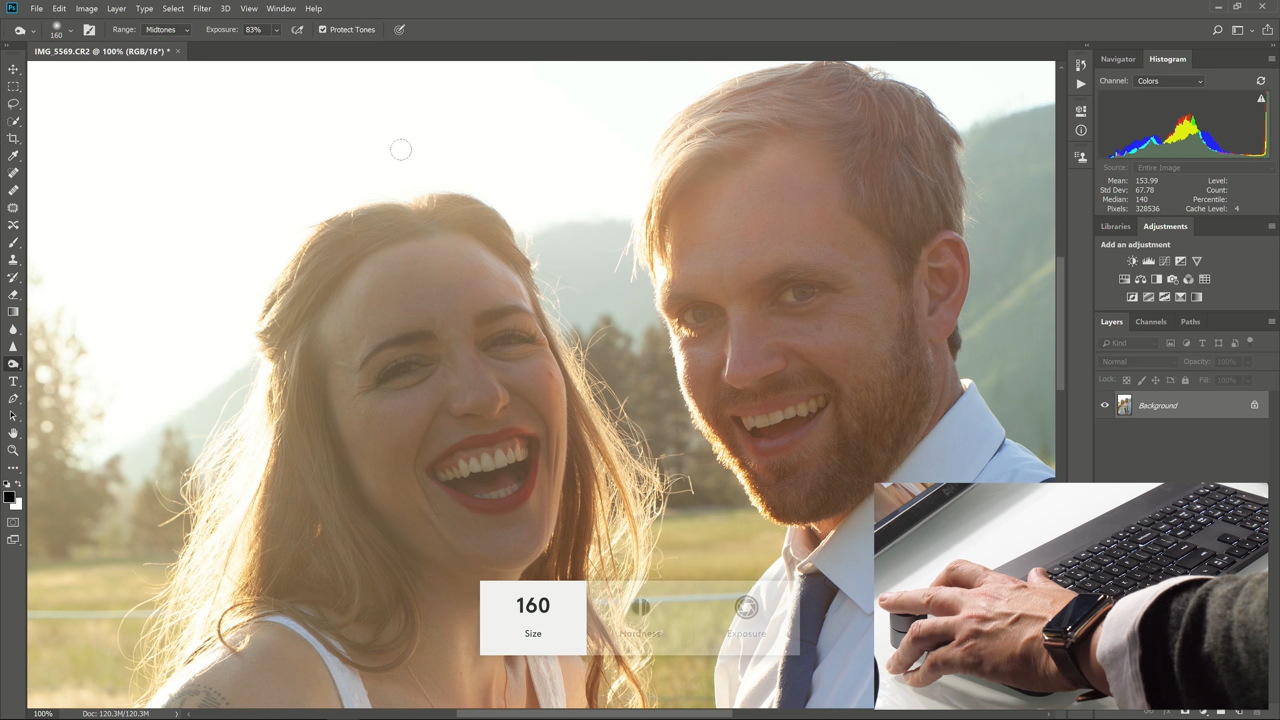 Ps File Edit Image Layer Type Select Filter 3D View Window Help
160 Range: Midtones Exposure: 83% Protect Tones
IMG_5569.CR2 @ 100% (RGB/16*) * ×
Navigator Histogram
Channel: Colors
Source: Entire Image
Mean: 153.99 Level:
Std Dev: 67.78 Count:
Median: 140 Percentile:
Pixels: 328536 Cache Level: 4
Libraries Adjustments
Add an adjustment
Layers Channels Paths
Kind
Normal Opacity: 100%
Lock: Fill: 100%
Background
160
Size Hardness Exposure
100% Doc: 120.3M/120.3M